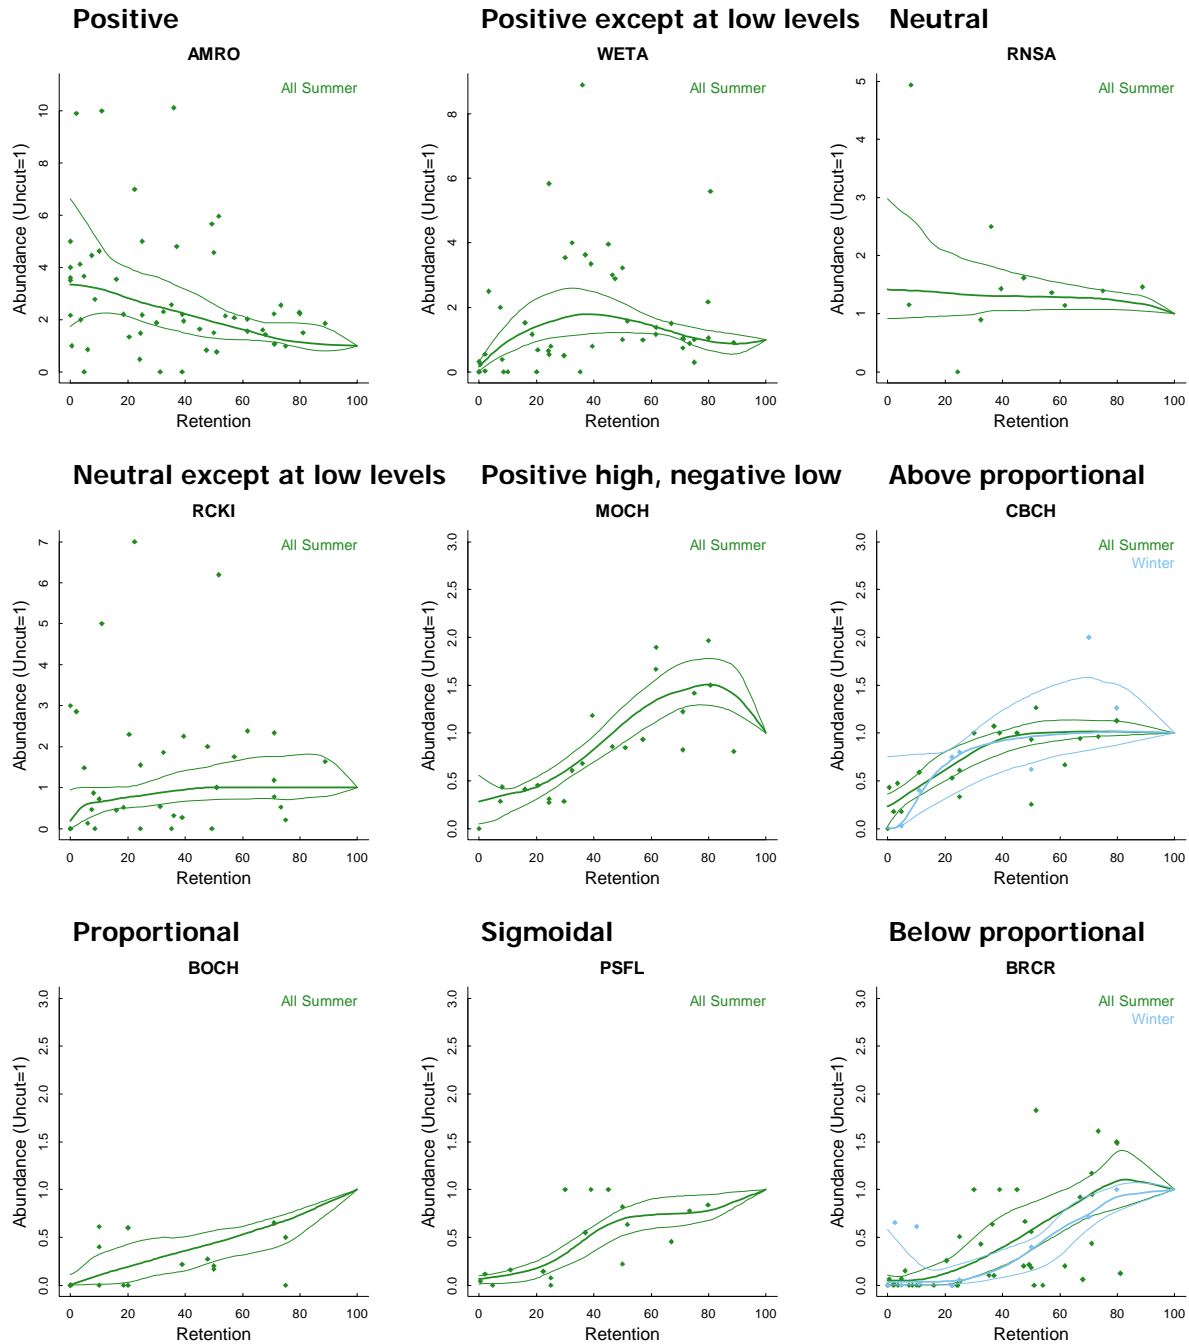 Positive
AMRO
All Summer
Abundance (Uncut=1)
0 2 4 6 8 10
0 20 40 60 80 100
Retention
Positive except at low levels
WETA
All Summer
Abundance (Uncut=1)
0 2 4 6 8
0 20 40 60 80 100
Retention
Neutral
RNSA
All Summer
Abundance (Uncut=1)
0 1 2 3 4 5
0 20 40 60 80 100
Retention
Neutral except at low levels
RCKI
All Summer
Abundance (Uncut=1)
0 1 2 3 4 5 6 7
0 20 40 60 80 100
Retention
Positive high, negative low
MOCH
All Summer
Abundance (Uncut=1)
0.0 0.5 1.0 1.5 2.0 2.5 3.0
0 20 40 60 80 100
Retention
Above proportional
CBCH
All Summer
Winter
Abundance (Uncut=1)
0.0 0.5 1.0 1.5 2.0 2.5 3.0
0 20 40 60 80 100
Retention
Proportional
BOCH
All Summer
Abundance (Uncut=1)
0.0 0.5 1.0 1.5 2.0 2.5 3.0
0 20 40 60 80 100
Retention
Sigmoidal
PSFL
All Summer
Abundance (Uncut=1)
0.0 0.5 1.0 1.5 2.0 2.5 3.0
0 20 40 60 80 100
Retention
Below proportional
BRCR
All Summer
Winter
Abundance (Uncut=1)
0.0 0.5 1.0 1.5 2.0 2.5 3.0
0 20 40 60 80 100
Retention